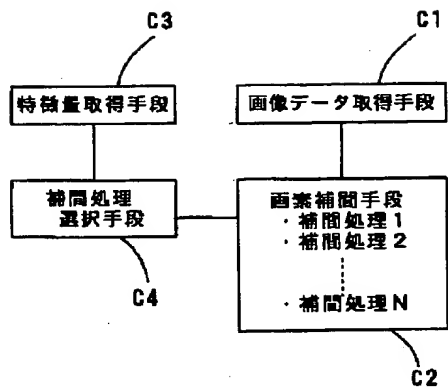 C3
C1
特徴量取得手段
画像データ取得手段
補間処理
選択手段
画素補間手段
・補間処理1
・補間処理2
・補間処理N
C4
C2